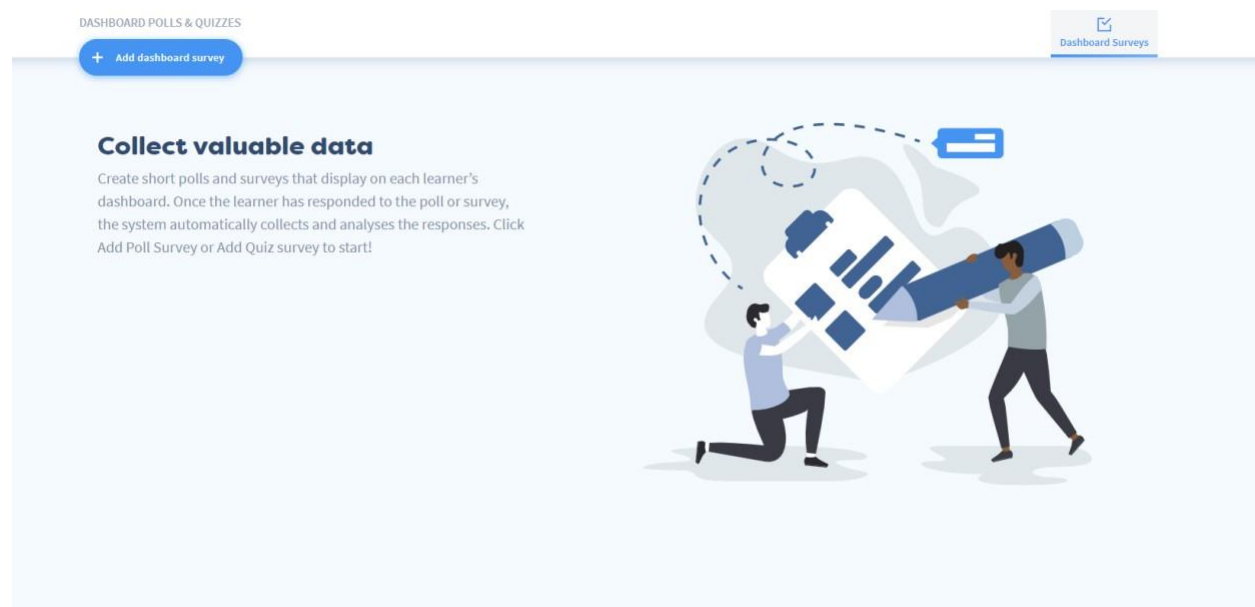 DASHBOARD POLLS & QUIZZES
+ Add dashboard survey
Dashboard Surveys
Collect valuable data
Create short polls and surveys that display on each learner's
dashboard. Once the learner has responded to the poll or survey,
the system automatically collects and analyses the responses. Click
Add Poll Survey or Add Quiz survey to start!